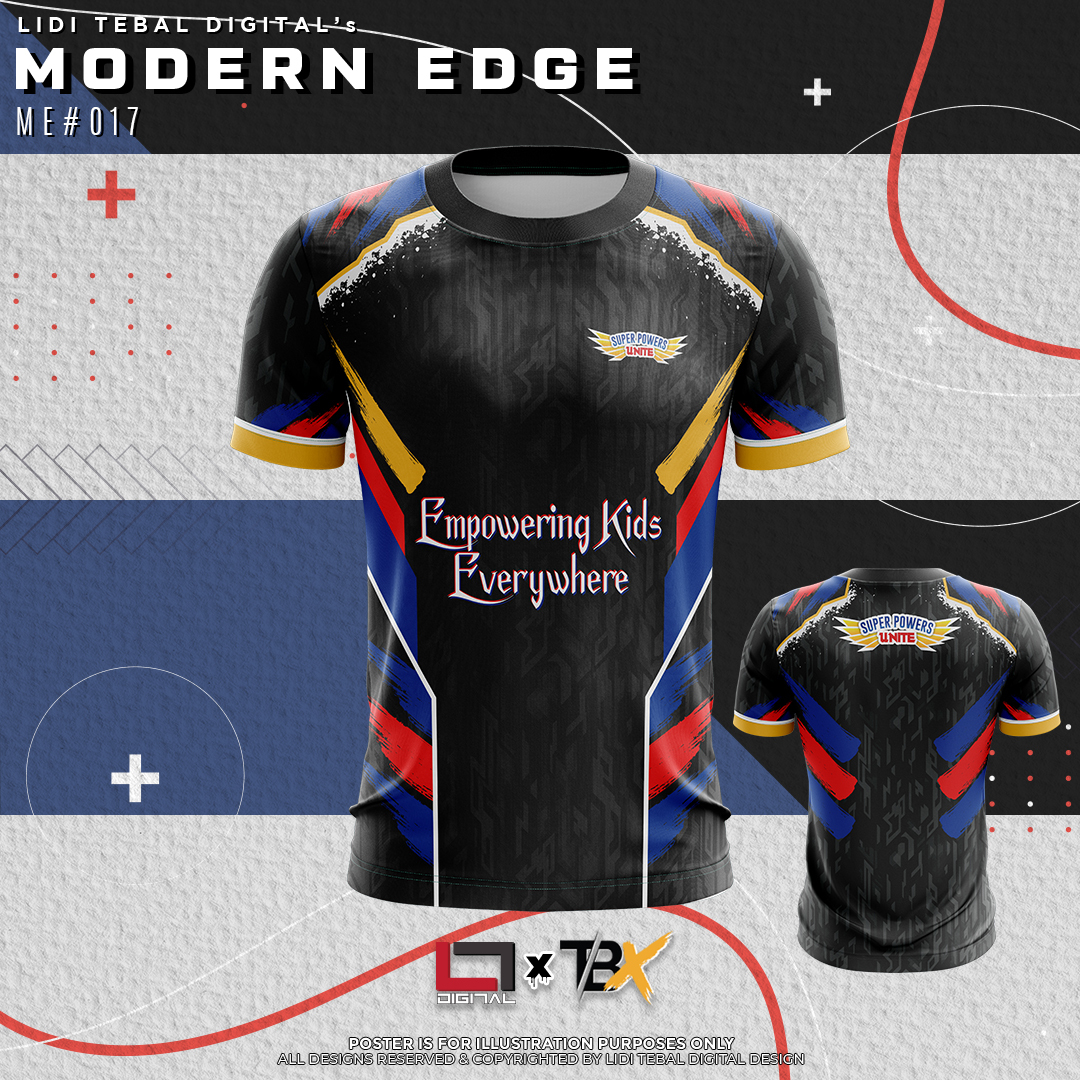 LIDI TEBAL DIGITAL's
MODERN EDGE
ME#017
SUPER POWERS
UNITE
Empowering Kids
Everywhere
SUPER POWERS
UNITE
DIGITAL
X
TBX
POSTER IS FOR ILLUSTRATION PURPOSES ONLY
ALL DESIGNS RESERVED & COPYRIGHTED BY LIDI TEBAL DIGITAL DESIGN